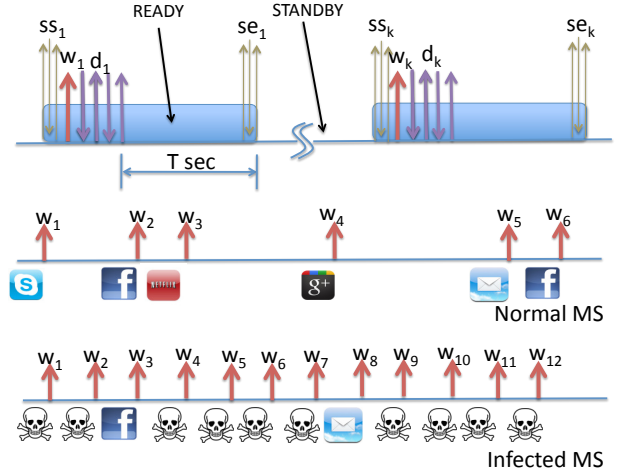 READY
STANDBY
ss1
w1
d1
se1
ssk
wk
dk
sek
T sec
w1
w2
w3
w4
w5
w6
S
f
NETFLIX
g+
f
Normal MS
w1
w2
w3
w4
w5
w6
w7
w8
w9
w10
w11
w12
f
Infected MS